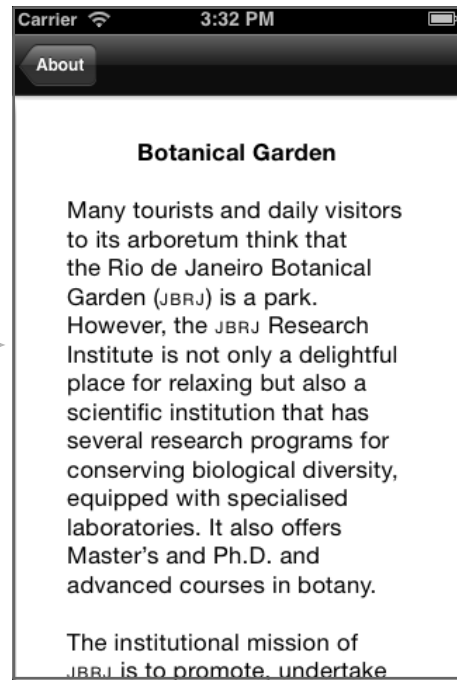 Carrier 3:32 PM
About
Botanical Garden
Many tourists and daily visitors
to its arboretum think that
the Rio de Janeiro Botanical
Garden (JBRJ) is a park.
However, the JBRJ Research
Institute is not only a delightful
place for relaxing but also a
scientific institution that has
several research programs for
conserving biological diversity,
equipped with specialised
laboratories. It also offers
Master’s and Ph.D. and
advanced courses in botany.
The institutional mission of
JBRJ is to promote, undertake